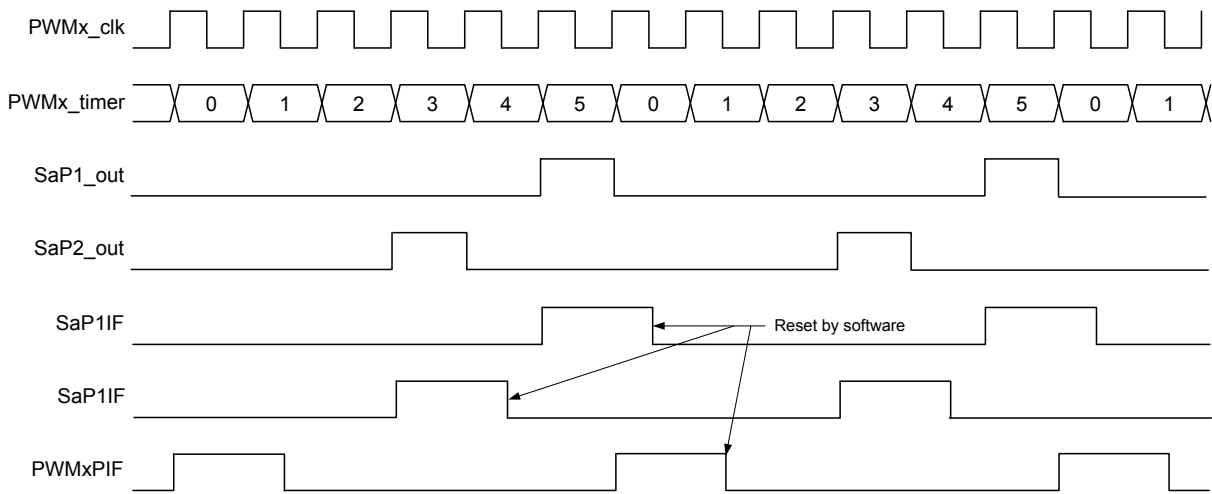 PWMx_clk
PWMx_timer 0 1 2 3 4 5 0 1 2 3 4 5 0 1
SaP1_out
SaP2_out
SaP1IF Reset by software
SaP1IF
PWMxPIF